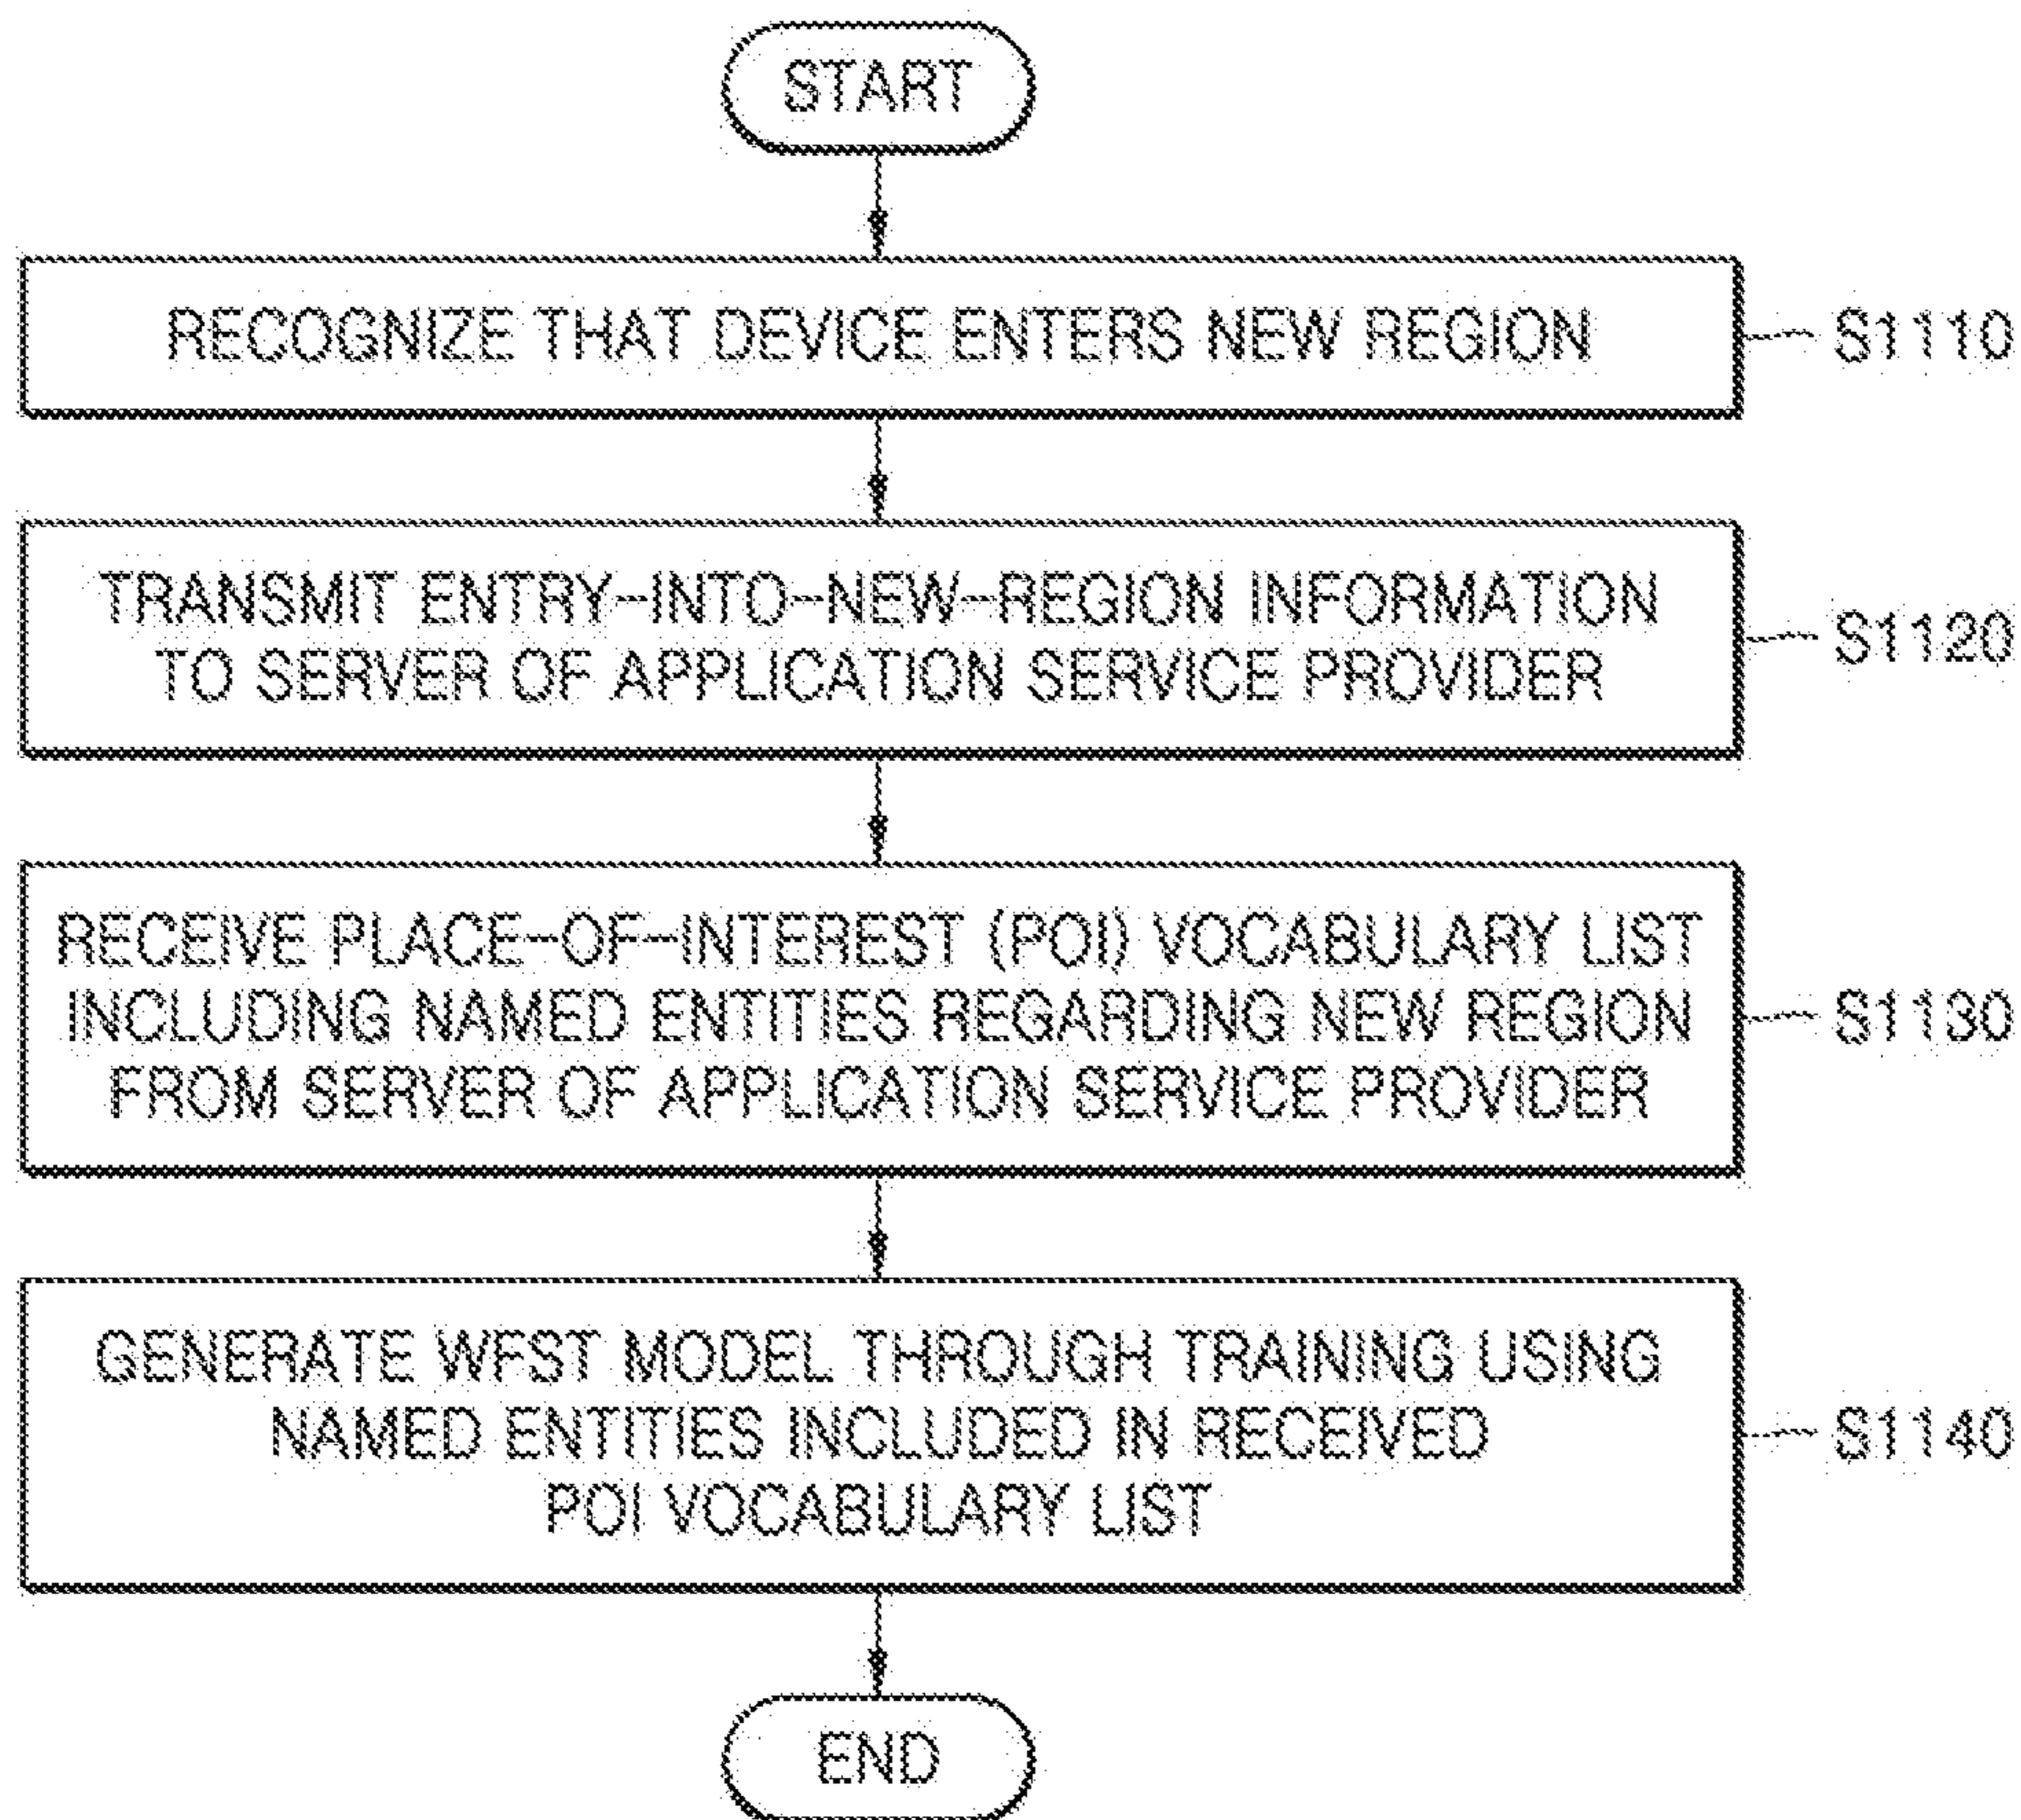 START
RECOGNIZE THAT DEVICE ENTERS NEW REGION
S1110
TRANSMIT ENTRY-INTO-NEW-REGION INFORMATION
TO SERVER OF APPLICATION SERVICE PROVIDER
S1120
RECEIVE PLACE-OF-INTEREST (POI) VOCABULARY LIST
INCLUDING NAMED ENTITIES REGARDING NEW REGION
FROM SERVER OF APPLICATION SERVICE PROVIDER
S1130
GENERATE WFST MODEL THROUGH TRAINING USING
NAMED ENTITIES INCLUDED IN RECEIVED
POI VOCABULARY LIST
S1140
END